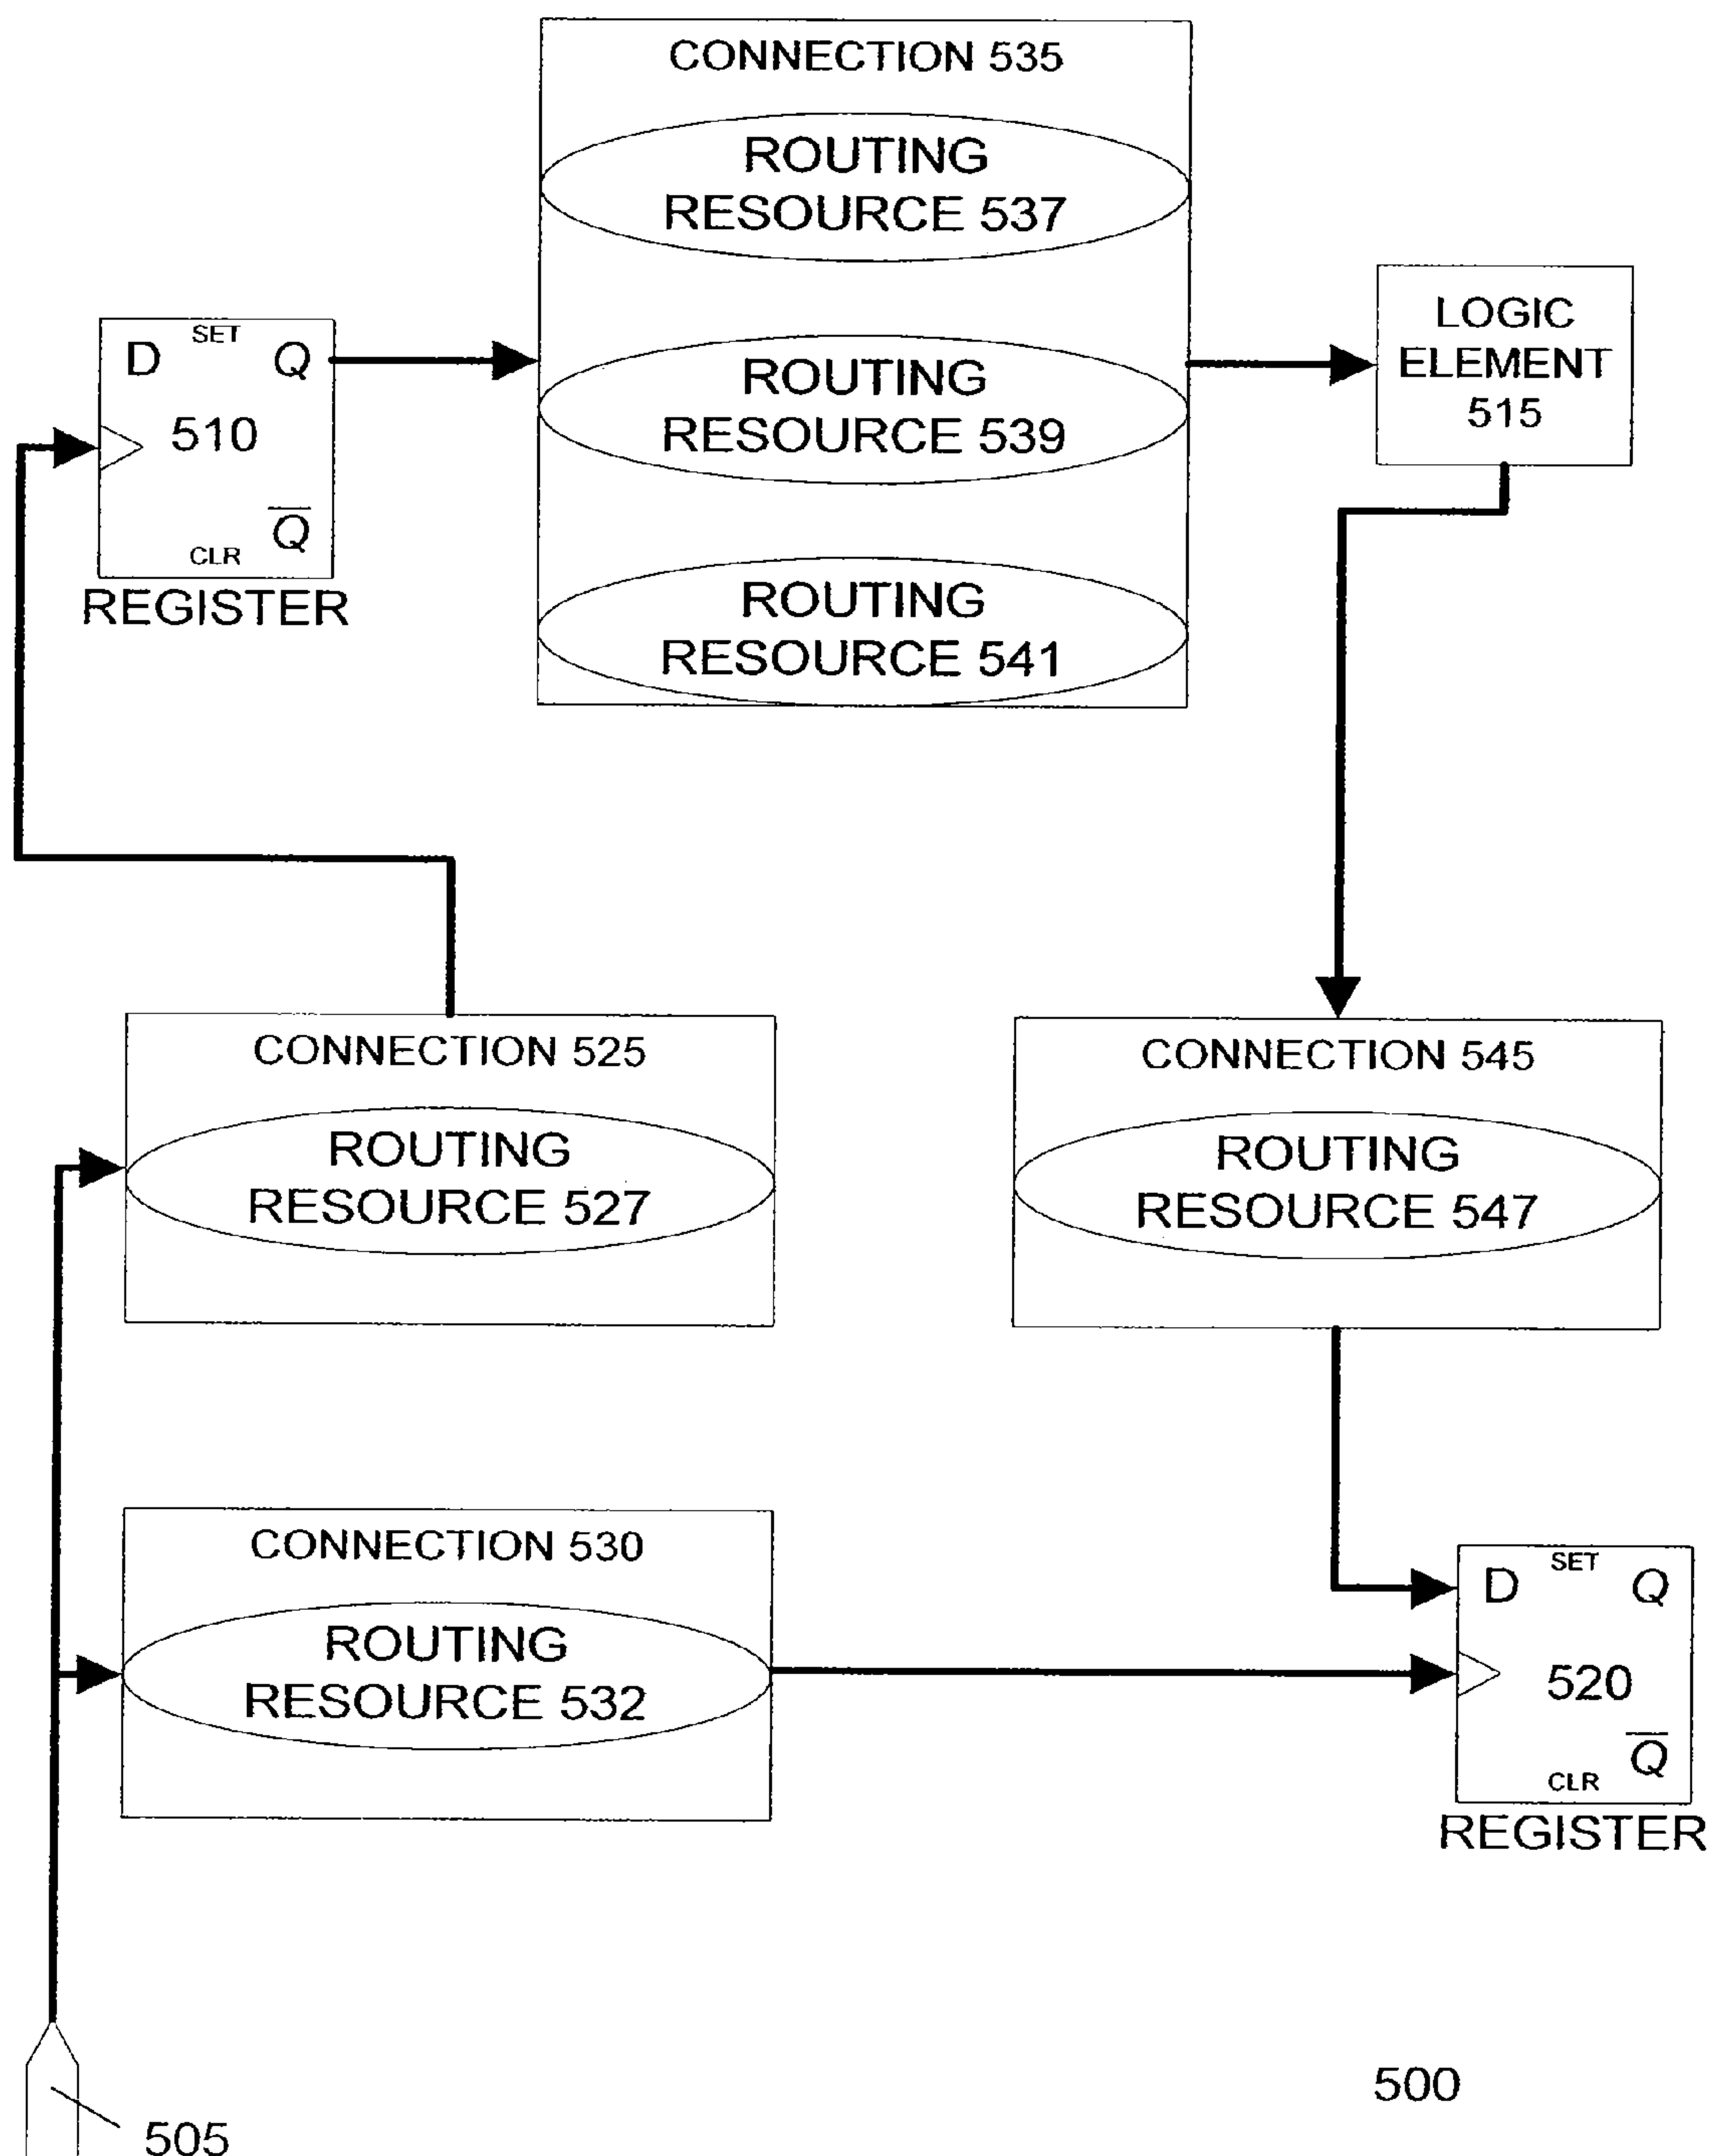 CONNECTION 535
ROUTING
RESOURCE 537
ROUTING
RESOURCE 539
ROUTING
RESOURCE 541
LOGIC
ELEMENT
515
SET
D Q
510
Q̅
CLR
REGISTER
CONNECTION 525
ROUTING
RESOURCE 527
CONNECTION 545
ROUTING
RESOURCE 547
CONNECTION 530
ROUTING
RESOURCE 532
SET
D Q
520
Q̅
CLR
REGISTER
500
505